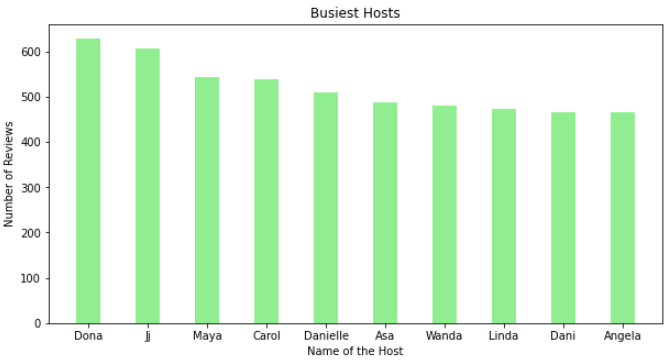 Busiest Hosts
Number of Reviews
600
500
400
300
200
100
0
Dona Jj Maya Carol Danielle Asa Wanda Linda Dani Angela
Name of the Host